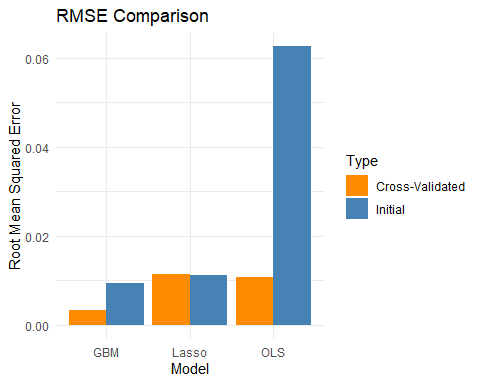 RMSE Comparison
Root Mean Squared Error
0.06
0.04
0.02
0.00
GBM Lasso OLS
Model
Type
Cross-Validated
Initial